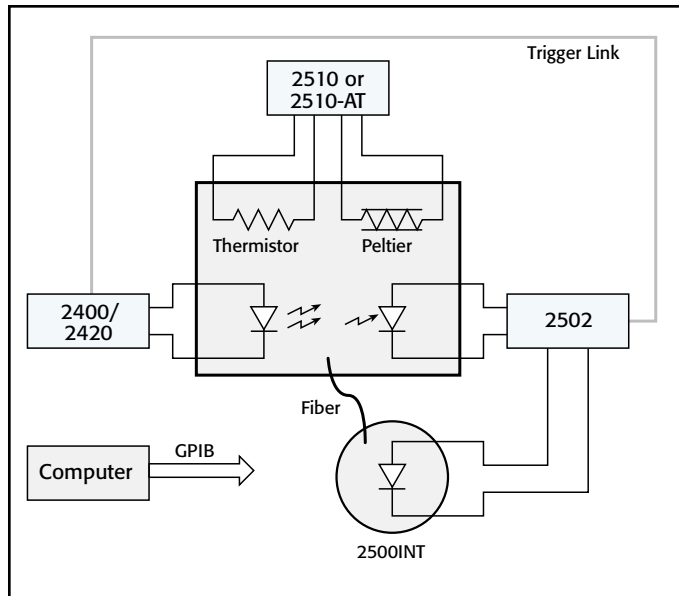 Trigger Link
2510 or
2510-AT
Thermistor
Peltier
2400/
2420
2502
Fiber
GPIB
Computer
2500INT